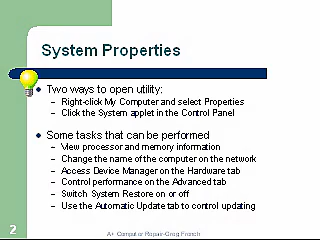 System Properties
Two ways to open utility:
– Right-click My Computer and select Properties
– Click the System applet in the Control Panel
Some tasks that can be performed
– View processor and memory information
– Change the name of the computer on the network
– Access Device Manager on the Hardware tab
– Control performance on the Advanced tab
– Switch System Restore on or off
– Use the Automatic Update tab to control updating
2
A+ Computer Repair-Greg French